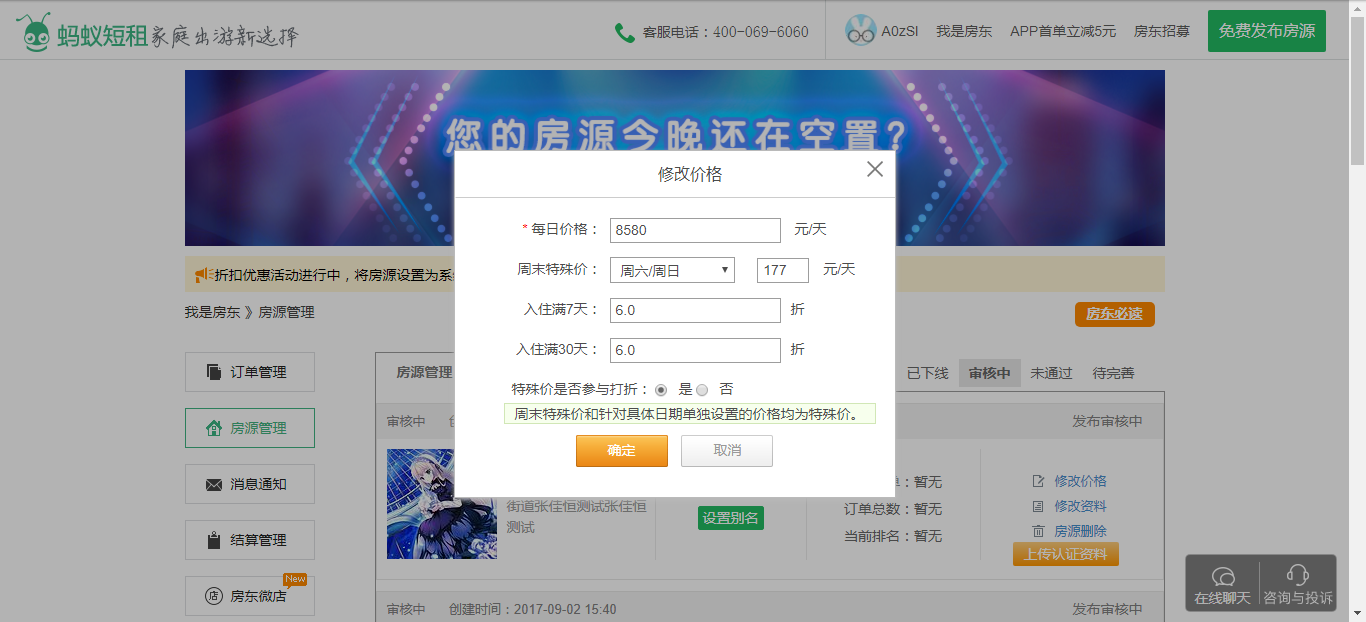 蚂蚁短租 家庭出游新选择 客服电话：400-069-6060 A0zSI 我是房东 APP首单立减5元 房东招募 免费发布房源
您的房源今晚还在空置？
修改价格
* 每日价格： 8580 元/天
周末特殊价： 周六/周日 177 元/天
折扣优惠活动进行中，将房源设置为系
入住满7天： 6.0 折
我是房东 》房源管理 房东必读
入住满30天： 6.0 折
订单管理 房源管理 已下线 审核中 未通过 待完善
特殊价是否参与打折： 是 否
周末特殊价和针对具体日期单独设置的价格均为特殊价。
房源管理 审核中 发布审核中
确定 取消
消息通知 ：暂无 修改价格
街道张佳恒测试张佳恒 设置别名 订单总数：暂无 修改资料
测试 当前排名：暂无 房源删除
结算管理 上传认证资料
New
房东微店
审核中 创建时间：2017-09-02 15:40 发布审核中
在线聊天 咨询与投诉